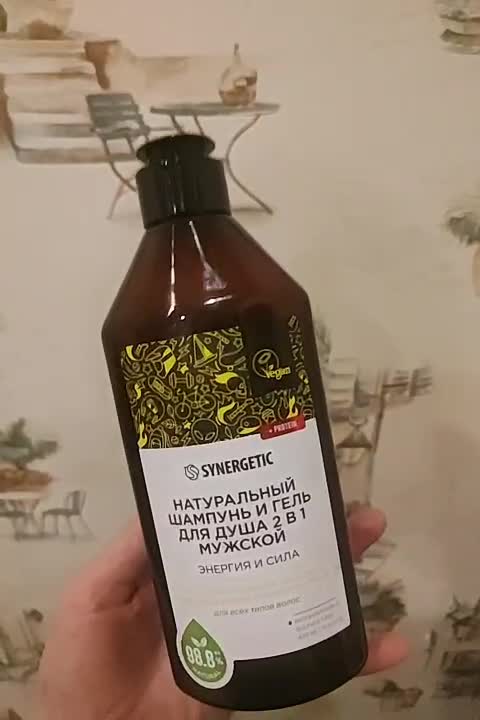 vegan
+ PROTEIN
SYNERGETIC
НАТУРАЛЬНЫЙ
ШАМПУНЬ И ГЕЛЬ
ДЛЯ ДУША 2 В 1
МУЖСКОЙ
ЭНЕРГИЯ И СИЛА
для всех типов волос
98.8%
NATURAL